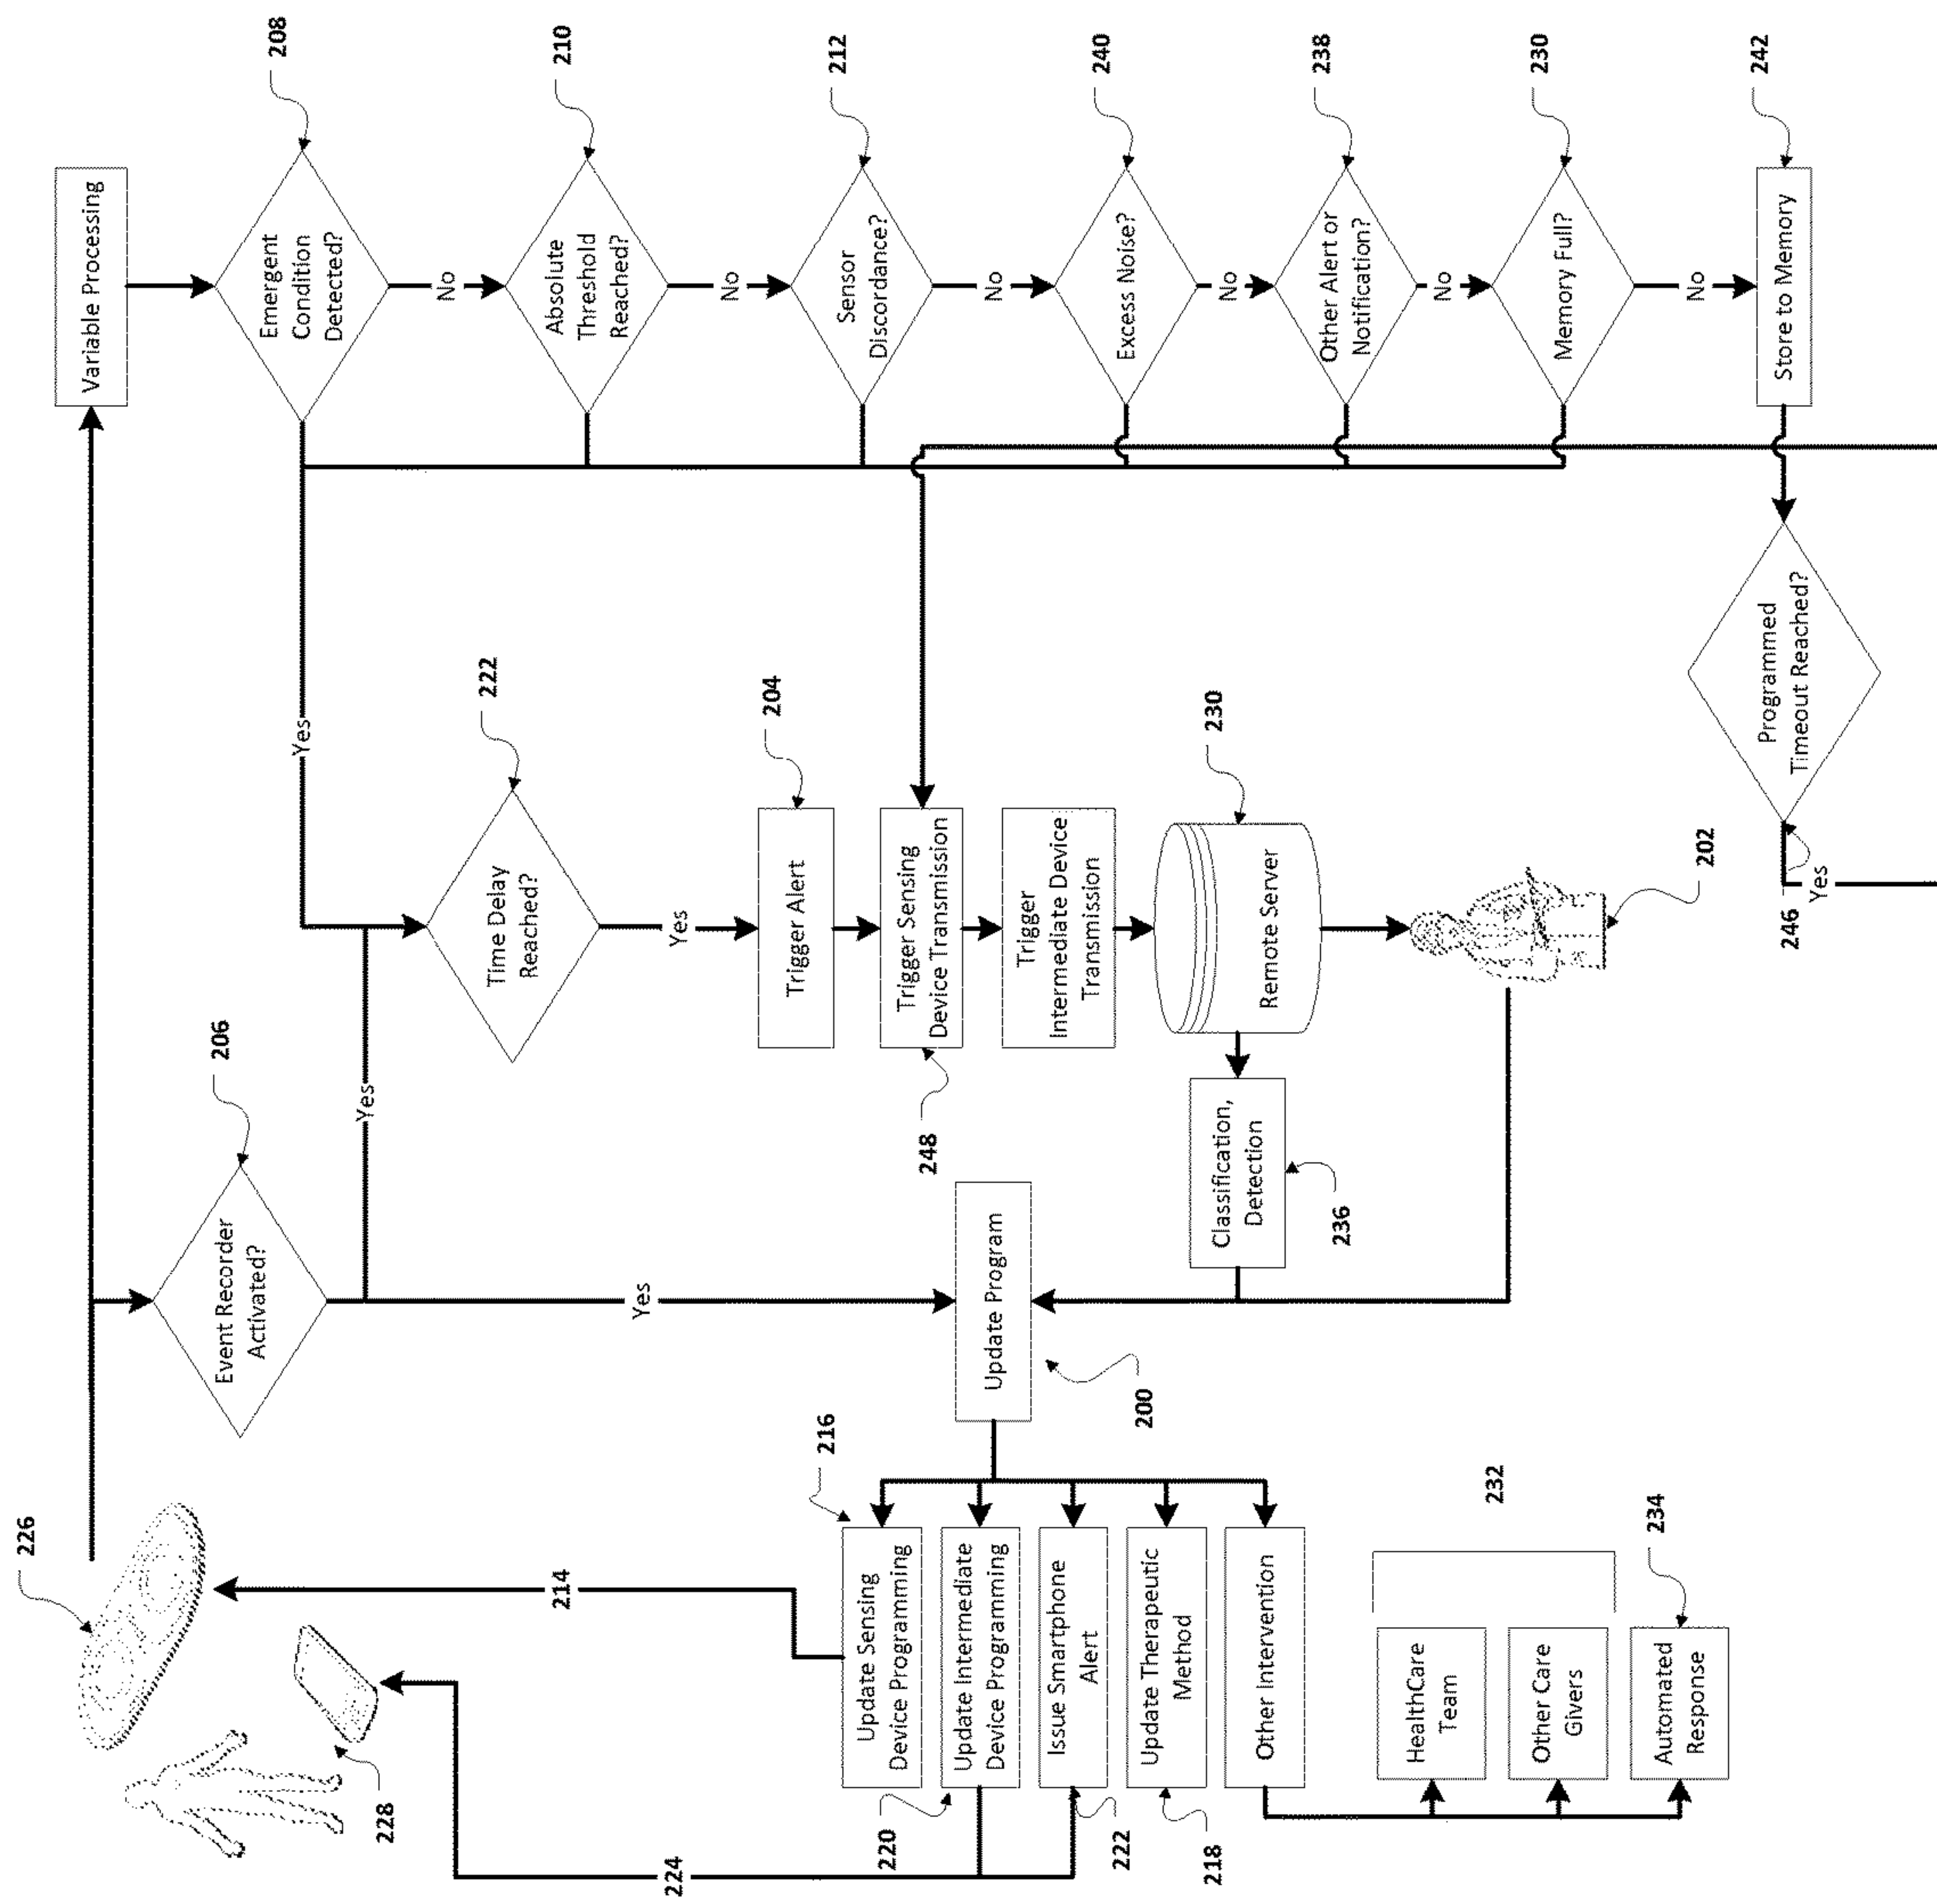 226
228
224
214
Event Recorder
Activated?
206
Variable Processing
Emergent
Condition
Detected?
208
No
Absolute
Threshold
Reached?
210
No
Sensor
Discordance?
212
No
Excess Noise?
240
No
Other Alert or
Notification?
238
No
Memory Full?
230
No
Store to Memory
242
Programmed
Timeout Reached?
246
Yes
Yes
Yes
Yes
Time Delay
Reached?
222
Yes
Trigger Alert
204
Trigger Sensing
Device Transmission
248
Trigger
Intermediate Device
Transmission
Remote Server
230
202
Classification,
Detection
236
Update Program
200
Update Sensing
Device Programming
216
Update Intermediate
Device Programming
220
Issue Smartphone
Alert
222
Update Therapeutic
Method
218
Other Intervention
HealthCare
Team
Other Care
Givers
232
Automated
Response
234